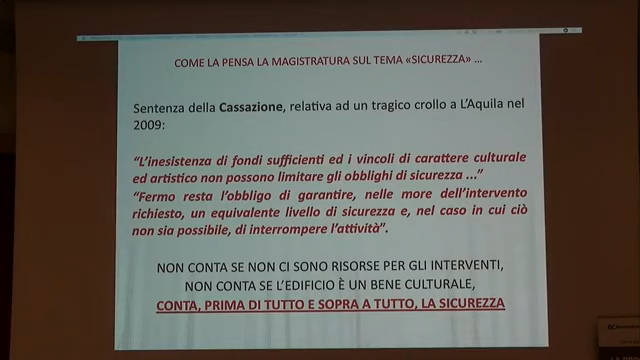 COME LA PENSA LA MAGISTRATURA SUL TEMA «SICUREZZA» ...
Sentenza della Cassazione, relativa ad un tragico crollo a L'Aquila nel
2009:
"L'inesistenza di fondi sufficienti ed i vincoli di carattere culturale
ed artistico non possono limitare gli obblighi di sicurezza ..."
"Fermo resta l'obbligo di garantire, nelle more dell'intervento
richiesto, un equivalente livello di sicurezza e, nel caso in cui ciò
non sia possibile, di interrompere l'attività".
NON CONTA SE NON CI SONO RISORSE PER GLI INTERVENTI,
NON CONTA SE L'EDIFICIO È UN BENE CULTURALE,
CONTA, PRIMA DI TUTTO E SOPRA A TUTTO, LA SICUREZZA